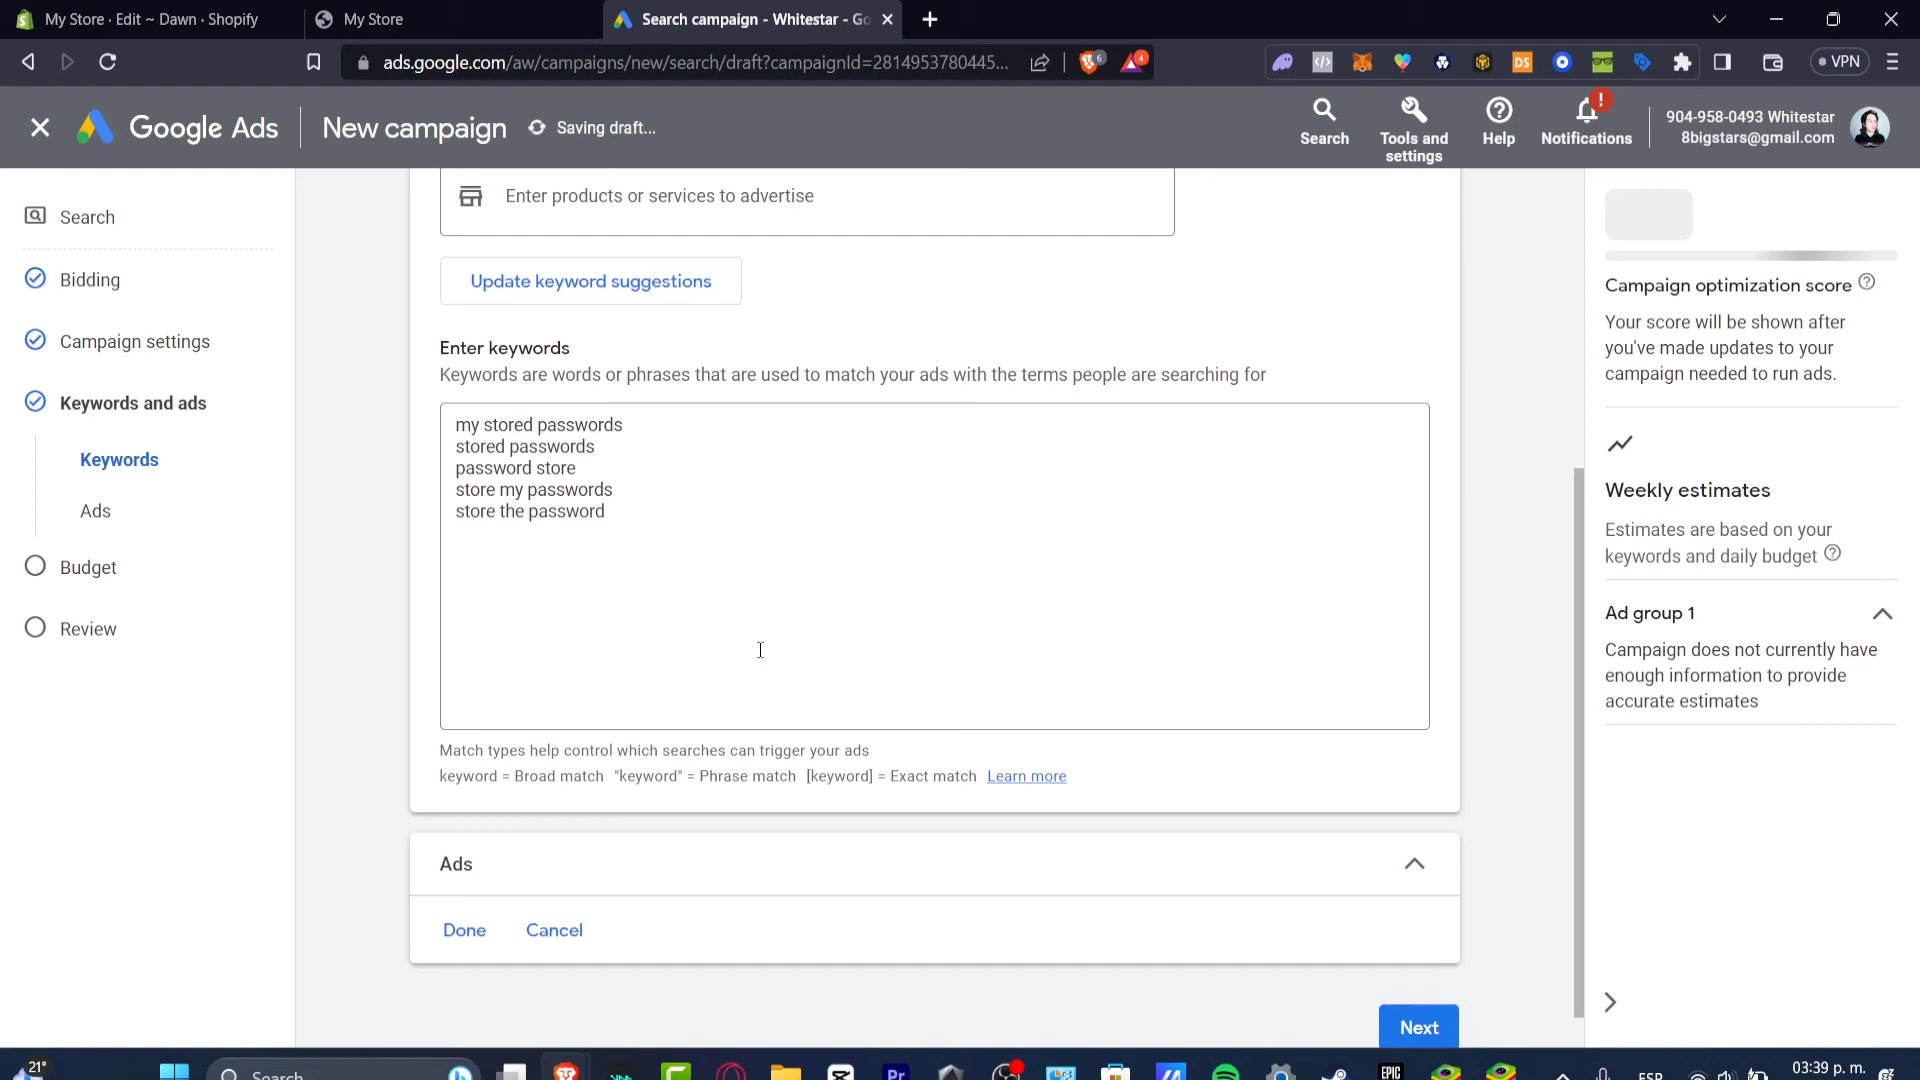 My Store · Edit ~ Dawn · Shopify
My Store
Search campaign - Whitestar - Go
ads.google.com/aw/campaigns/new/search/draft?campaignId=2814953780445...
6
4
DS
VPN
Google Ads
New campaign
Saving draft...
Search
Tools and
settings
Help
!
Notifications
904-958-0493 Whitestar
8bigstars@gmail.com
Search
Bidding
Campaign settings
Keywords and ads
Keywords
Ads
Budget
Review
Enter products or services to advertise
Update keyword suggestions
Enter keywords
Keywords are words or phrases that are used to match your ads with the terms people are searching for
my stored passwords
stored passwords
password store
store my passwords
store the password
Match types help control which searches can trigger your ads
keyword = Broad match "keyword" = Phrase match [keyword] = Exact match Learn more
Ads
Done
Cancel
Next
Campaign optimization score
Your score will be shown after
you've made updates to your
campaign needed to run ads.
Weekly estimates
Estimates are based on your
keywords and daily budget
Ad group 1
Campaign does not currently have
enough information to provide
accurate estimates
21°
Search
Pr
EPIC
ESP
03:39 p. m.